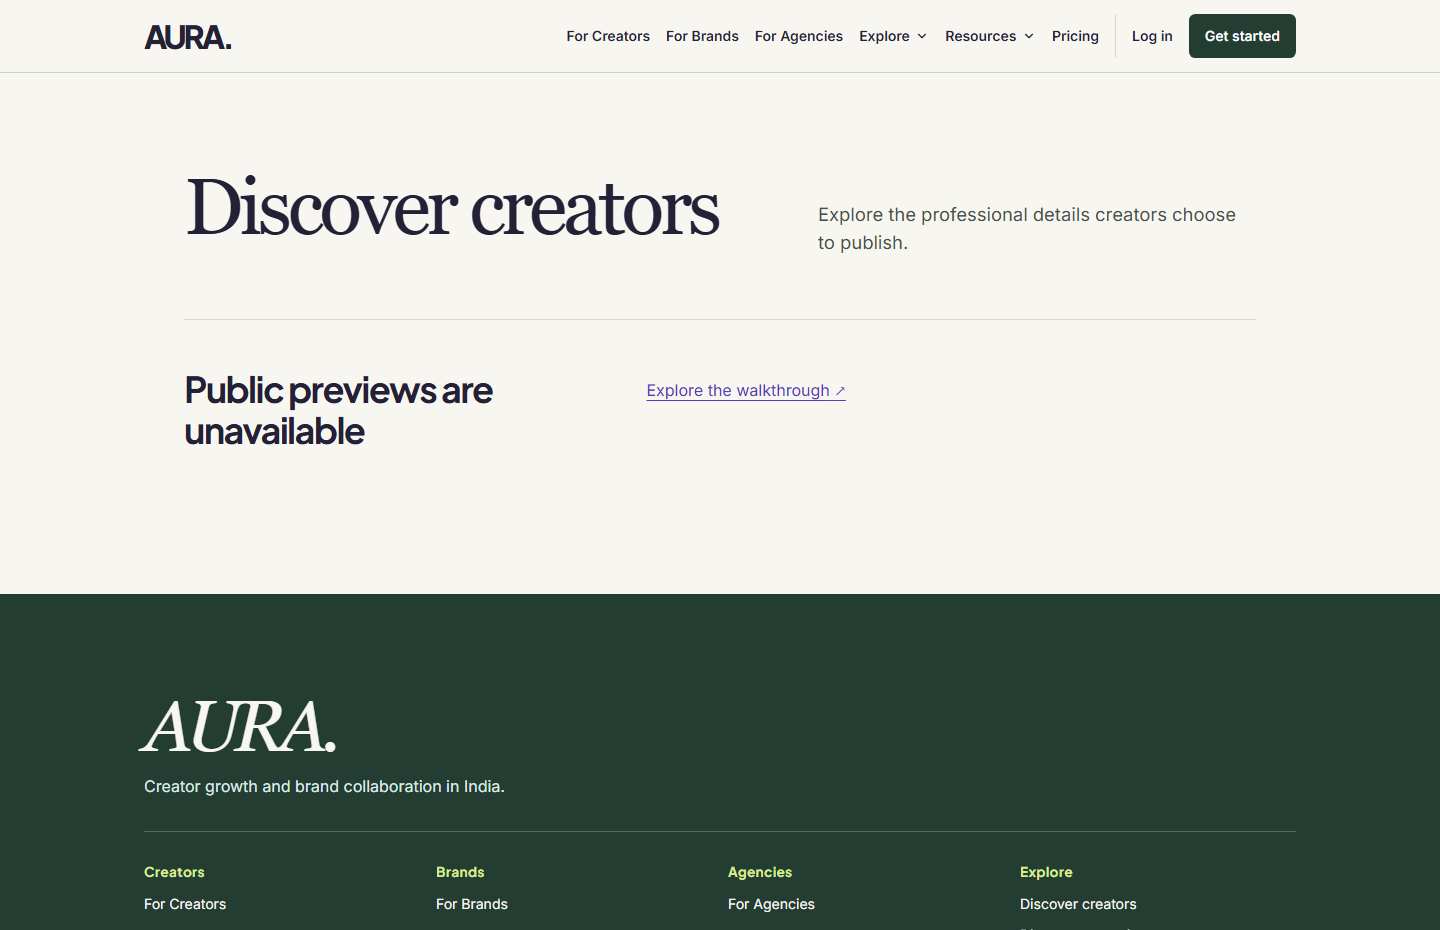 AURA.
For Creators
For Brands
For Agencies
Explore
Resources
Pricing
Log in
Get started
Discover creators
Explore the professional details creators choose
to publish.
Public previews are
unavailable
Explore the walkthrough ↗
AURA.
Creator growth and brand collaboration in India.
Creators
Brands
Agencies
Explore
For Creators
For Brands
For Agencies
Discover creators